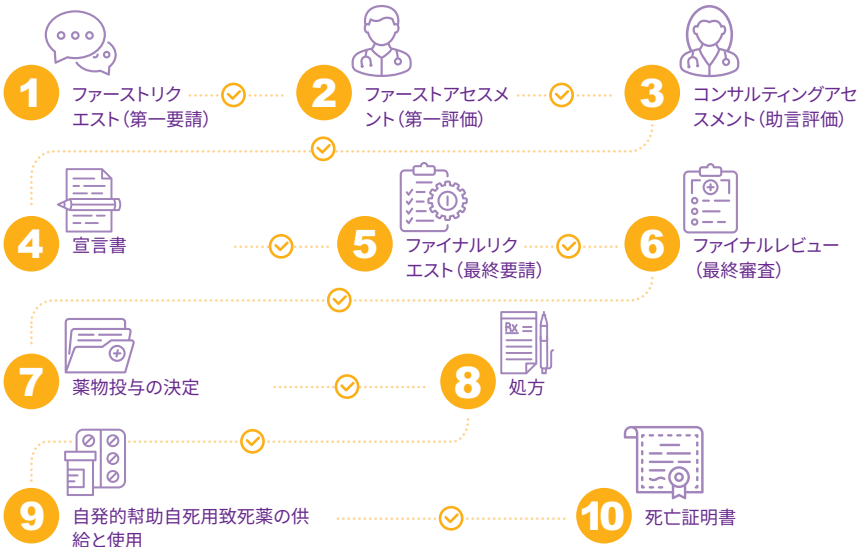 1
ファーストリク
エスト（第一要請）
2
ファーストアセスメ
ント（第一評価）
3
コンサルティングアセ
スメント（助言評価）
4
宣言書
5
ファイナルリク
エスト（最終要請）
6
ファイナルレビュー
（最終審査）
7
薬物投与の決定
Rx
8
処方
9
自発的幇助自死用致死薬の供
給と使用
10
死亡証明書